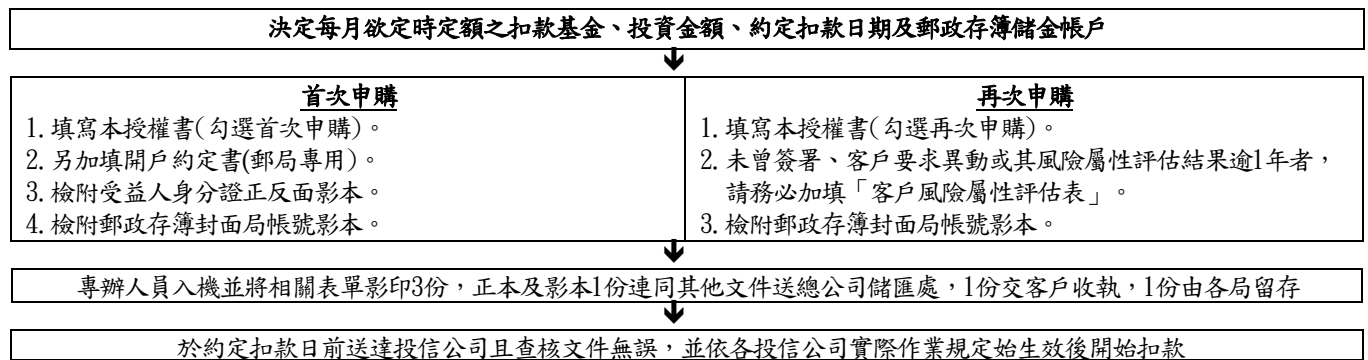 決定每月欲定時定額之扣款基金、投資金額、約定扣款日期及郵政存簿儲金帳戶
首次申購
1. 填寫本授權書(勾選首次申購)。
2. 另加填開戶約定書(郵局專用)。
3. 檢附受益人身分證正反面影本。
4. 檢附郵政存簿封面局帳號影本。
再次申購
1. 填寫本授權書(勾選再次申購)。
2. 未曾簽署、客戶要求異動或其風險屬性評估結果逾1年者，
請務必加填「客戶風險屬性評估表」。
3. 檢附郵政存簿封面局帳號影本。
專辦人員入機並將相關表單影印3份，正本及影本1份連同其他文件送總公司儲匯處，1份交客戶收執，1份由各局留存
於約定扣款日前送達投信公司且查核文件無誤，並依各投信公司實際作業規定始生效後開始扣款